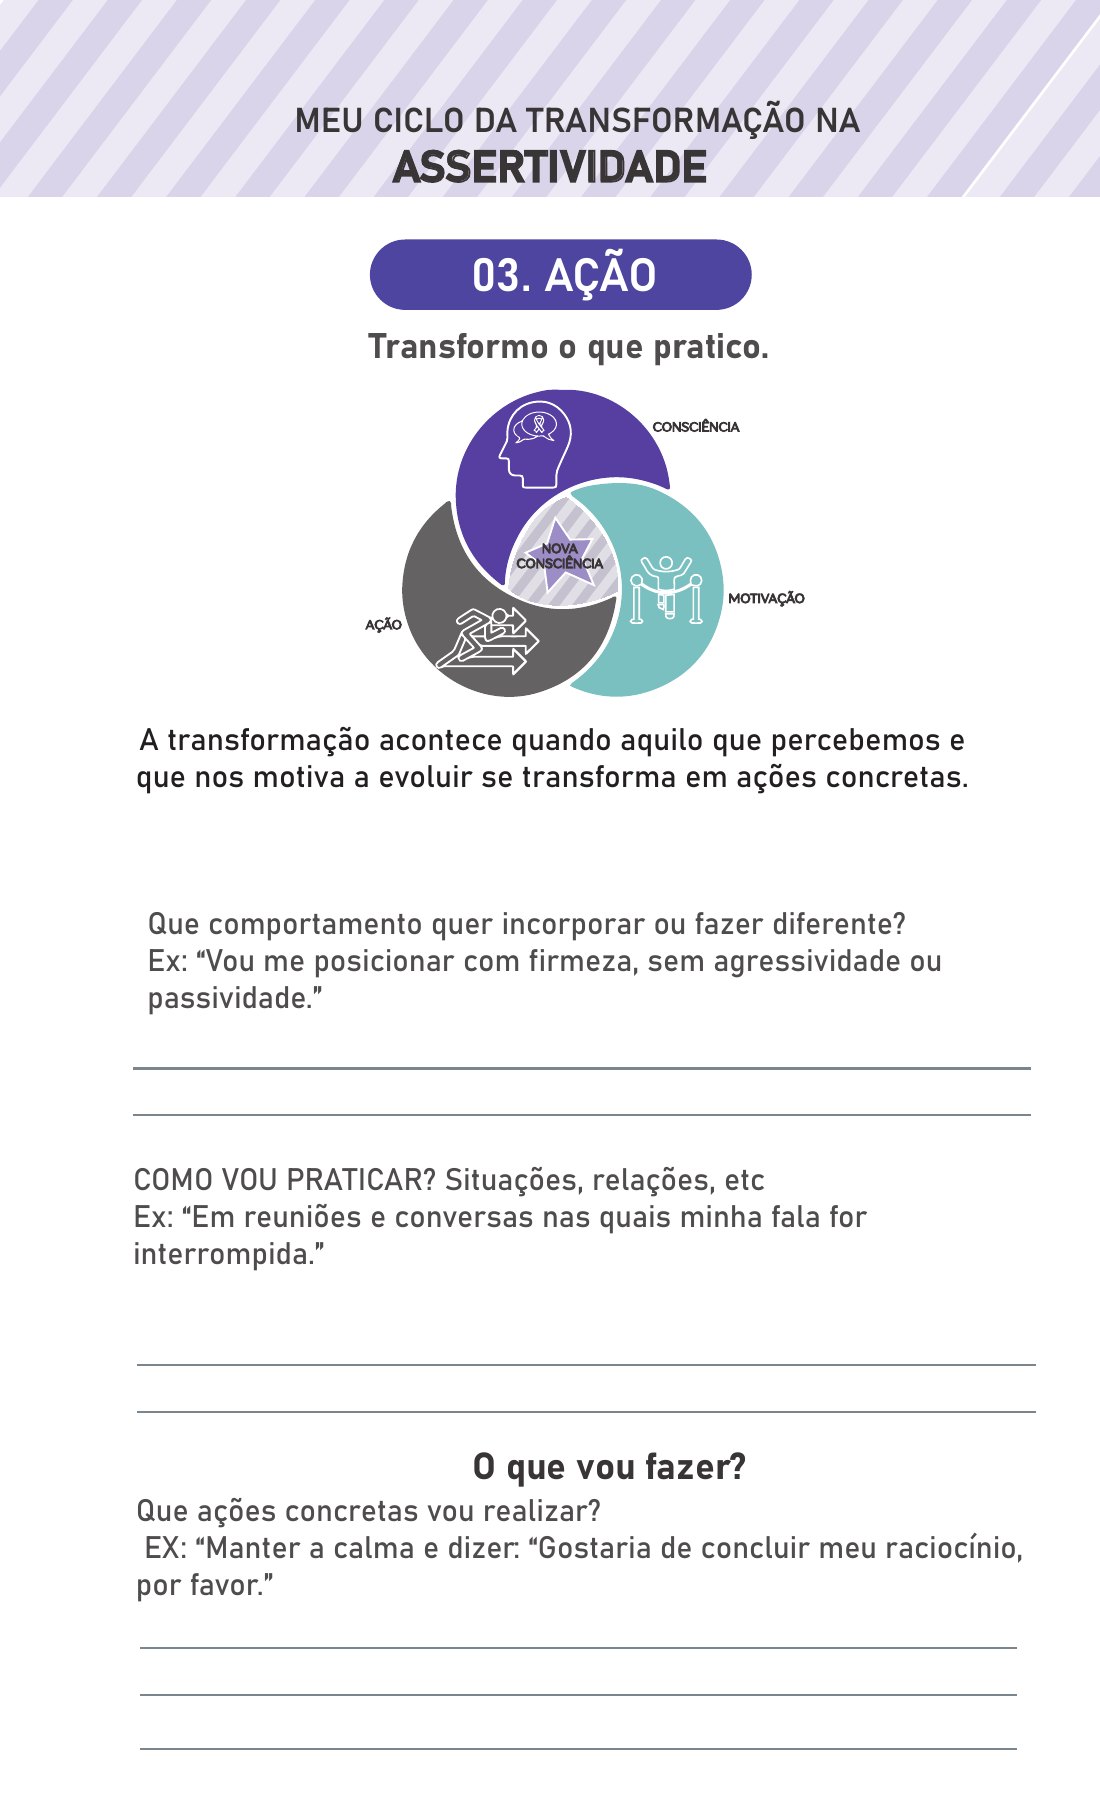 MEU CICLO DA TRANSFORMAÇÃO NA
ASSERTIVIDADE
03. AÇÃO
Transformo o que pratico.
CONSCIÊNCIA
NOVA
CONSCIÊNCIA
MOTIVAÇÃO
AÇÃO
A transformação acontece quando aquilo que percebemos e
que nos motiva a evoluir se transforma em ações concretas.
Que comportamento quer incorporar ou fazer diferente?
Ex: “Vou me posicionar com firmeza, sem agressividade ou
passividade.”
COMO VOU PRATICAR? Situações, relações, etc
Ex: “Em reuniões e conversas nas quais minha fala for
interrompida.”
O que vou fazer?
Que ações concretas vou realizar?
EX: “Manter a calma e dizer: “Gostaria de concluir meu raciocínio,
por favor.”